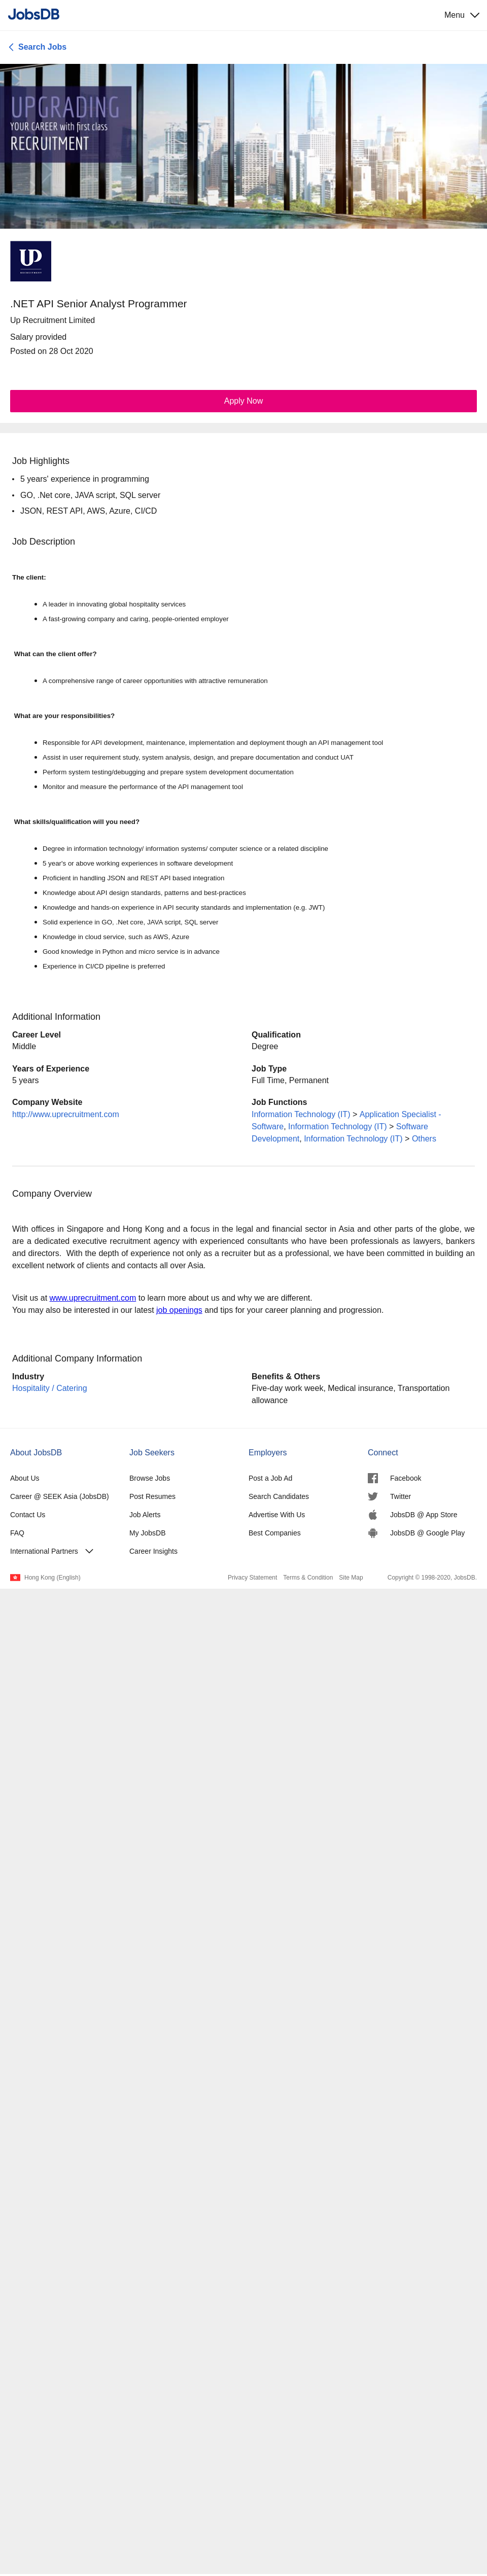 JobsDB
Menu
Search Jobs
UPGRADING
YOUR CAREER with first class
RECRUITMENT
UP
RECRUITMENT
.NET API Senior Analyst Programmer
Up Recruitment Limited
Salary provided
Posted on 28 Oct 2020
Apply Now
Job Highlights
• 5 years' experience in programming
• GO, .Net core, JAVA script, SQL server
• JSON, REST API, AWS, Azure, CI/CD
Job Description
The client:
• A leader in innovating global hospitality services
• A fast-growing company and caring, people-oriented employer
What can the client offer?
• A comprehensive range of career opportunities with attractive remuneration
What are your responsibilities?
• Responsible for API development, maintenance, implementation and deployment though an API management tool
• Assist in user requirement study, system analysis, design, and prepare documentation and conduct UAT
• Perform system testing/debugging and prepare system development documentation
• Monitor and measure the performance of the API management tool
What skills/qualification will you need?
• Degree in information technology/ information systems/ computer science or a related discipline
• 5 year's or above working experiences in software development
• Proficient in handling JSON and REST API based integration
• Knowledge about API design standards, patterns and best-practices
• Knowledge and hands-on experience in API security standards and implementation (e.g. JWT)
• Solid experience in GO, .Net core, JAVA script, SQL server
• Knowledge in cloud service, such as AWS, Azure
• Good knowledge in Python and micro service is in advance
• Experience in CI/CD pipeline is preferred
Additional Information
Career Level
Middle
Qualification
Degree
Years of Experience
5 years
Job Type
Full Time, Permanent
Company Website
http://www.uprecruitment.com
Job Functions
Information Technology (IT) > Application Specialist -
Software, Information Technology (IT) > Software
Development, Information Technology (IT) > Others
Company Overview
With offices in Singapore and Hong Kong and a focus in the legal and financial sector in Asia and other parts of the globe, we
are a dedicated executive recruitment agency with experienced consultants who have been professionals as lawyers, bankers
and directors. With the depth of experience not only as a recruiter but as a professional, we have been committed in building an
excellent network of clients and contacts all over Asia.
Visit us at www.uprecruitment.com to learn more about us and why we are different.
You may also be interested in our latest job openings and tips for your career planning and progression.
Additional Company Information
Industry
Hospitality / Catering
Benefits & Others
Five-day work week, Medical insurance, Transportation
allowance
About JobsDB
About Us
Career @ SEEK Asia (JobsDB)
Contact Us
FAQ
International Partners
Job Seekers
Browse Jobs
Post Resumes
Job Alerts
My JobsDB
Career Insights
Employers
Post a Job Ad
Search Candidates
Advertise With Us
Best Companies
Connect
Facebook
Twitter
JobsDB @ App Store
JobsDB @ Google Play
Hong Kong (English)
Privacy Statement Terms & Condition Site Map
Copyright © 1998-2020, JobsDB.